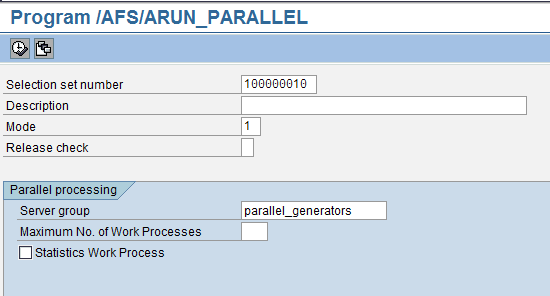 Program /AFS/ARUN_PARALLEL
Selection set number 100000010
Description
Mode 1
Release check
Parallel processing
Server group parallel_generators
Maximum No. of Work Processes
Statistics Work Process